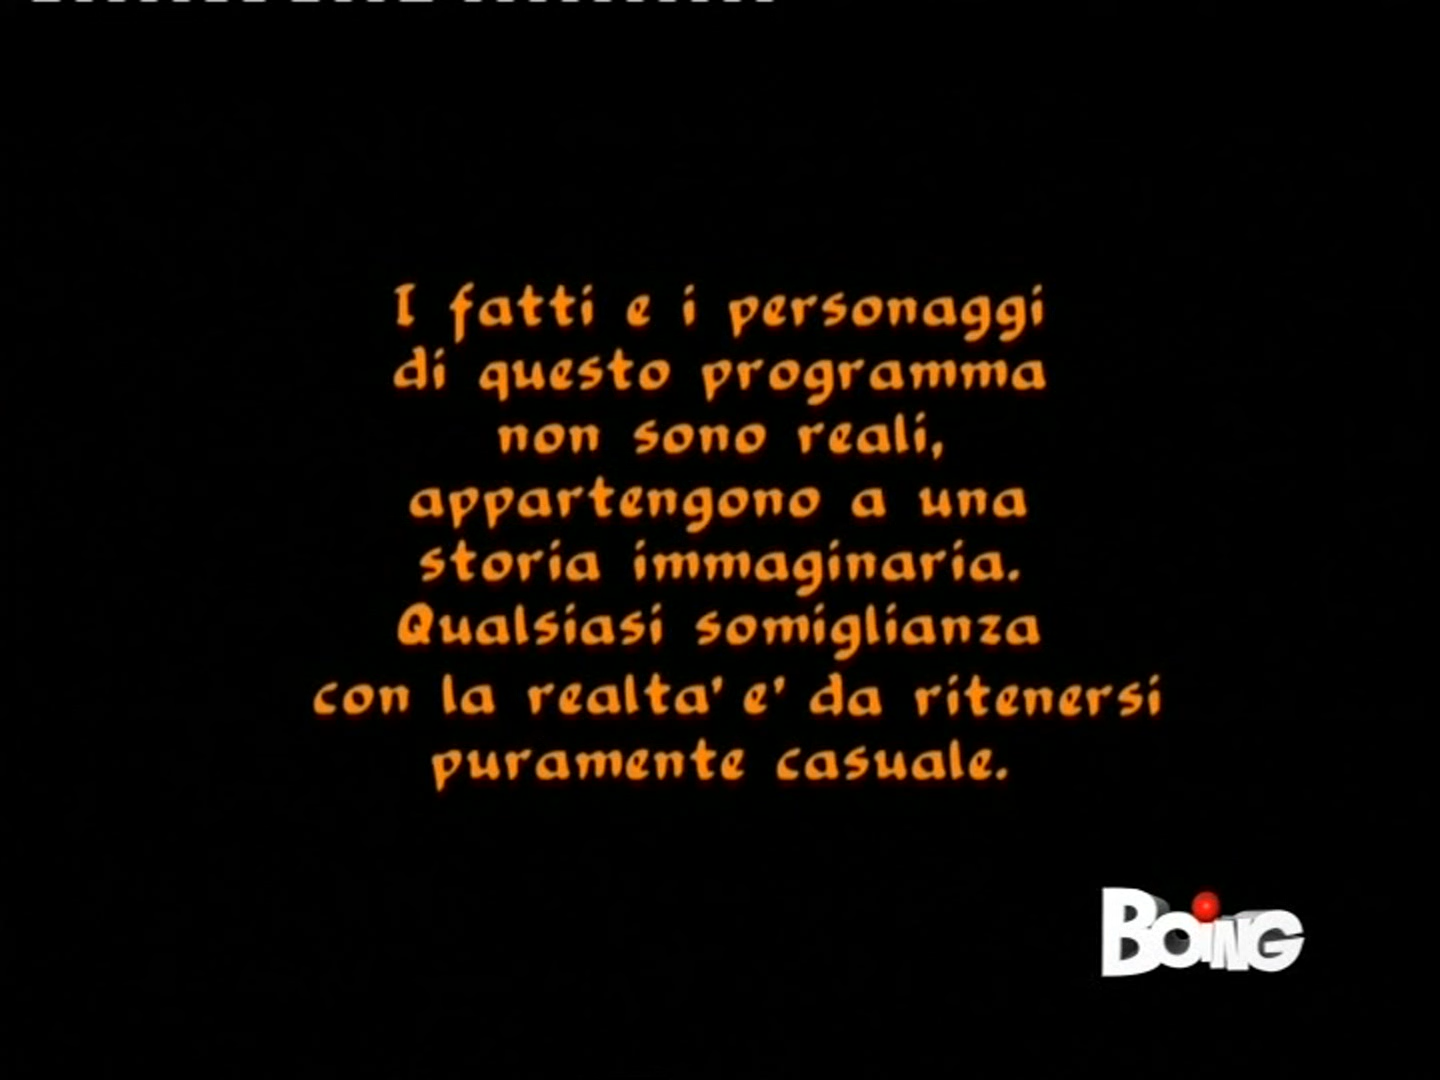 I fatti e i personaggi
di questo programma
non sono reali,
appartengono a una
storia immaginaria.
Qualsiasi somiglianza
con la realta' e' da ritenersi
puramente casuale.
BOiNG